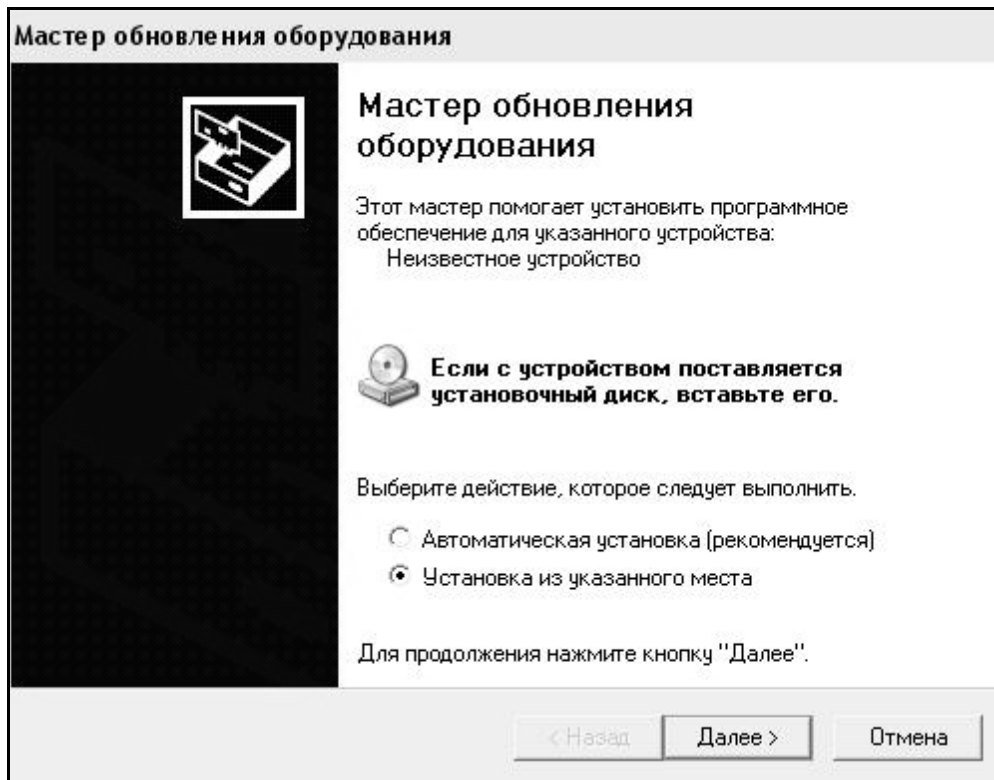 Мастер обновления оборудования
Мастер обновления
оборудования
Этот мастер помогает установить программное
обеспечение для указанного устройства:
Неизвестное устройство
Если с устройством поставляется
установочный диск, вставьте его.
Выберите действие, которое следует выполнить.
Автоматическая установка (рекомендуется)
Установка из указанного места
Для продолжения нажмите кнопку "Далее".
< Назад Далее > Отмена